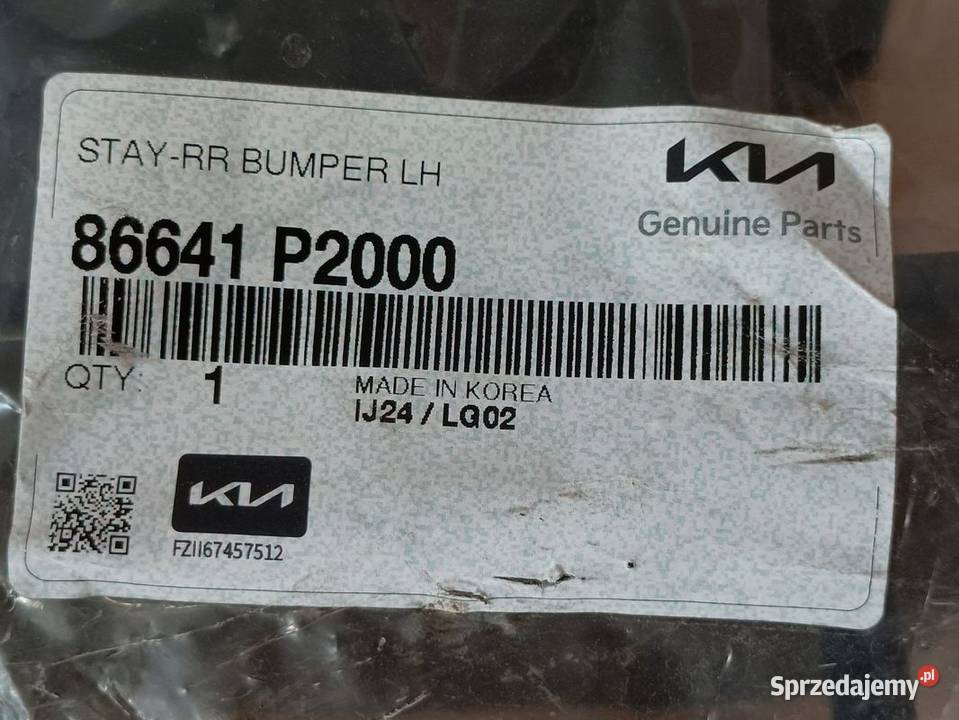 STAY-RR BUMPER LH
KIA
Genuine Parts
86641 P2000
QTY: 1
MADE IN KOREA
IJ24 / LG02
KIA
FZII67457512
Sprzedajemy.pl